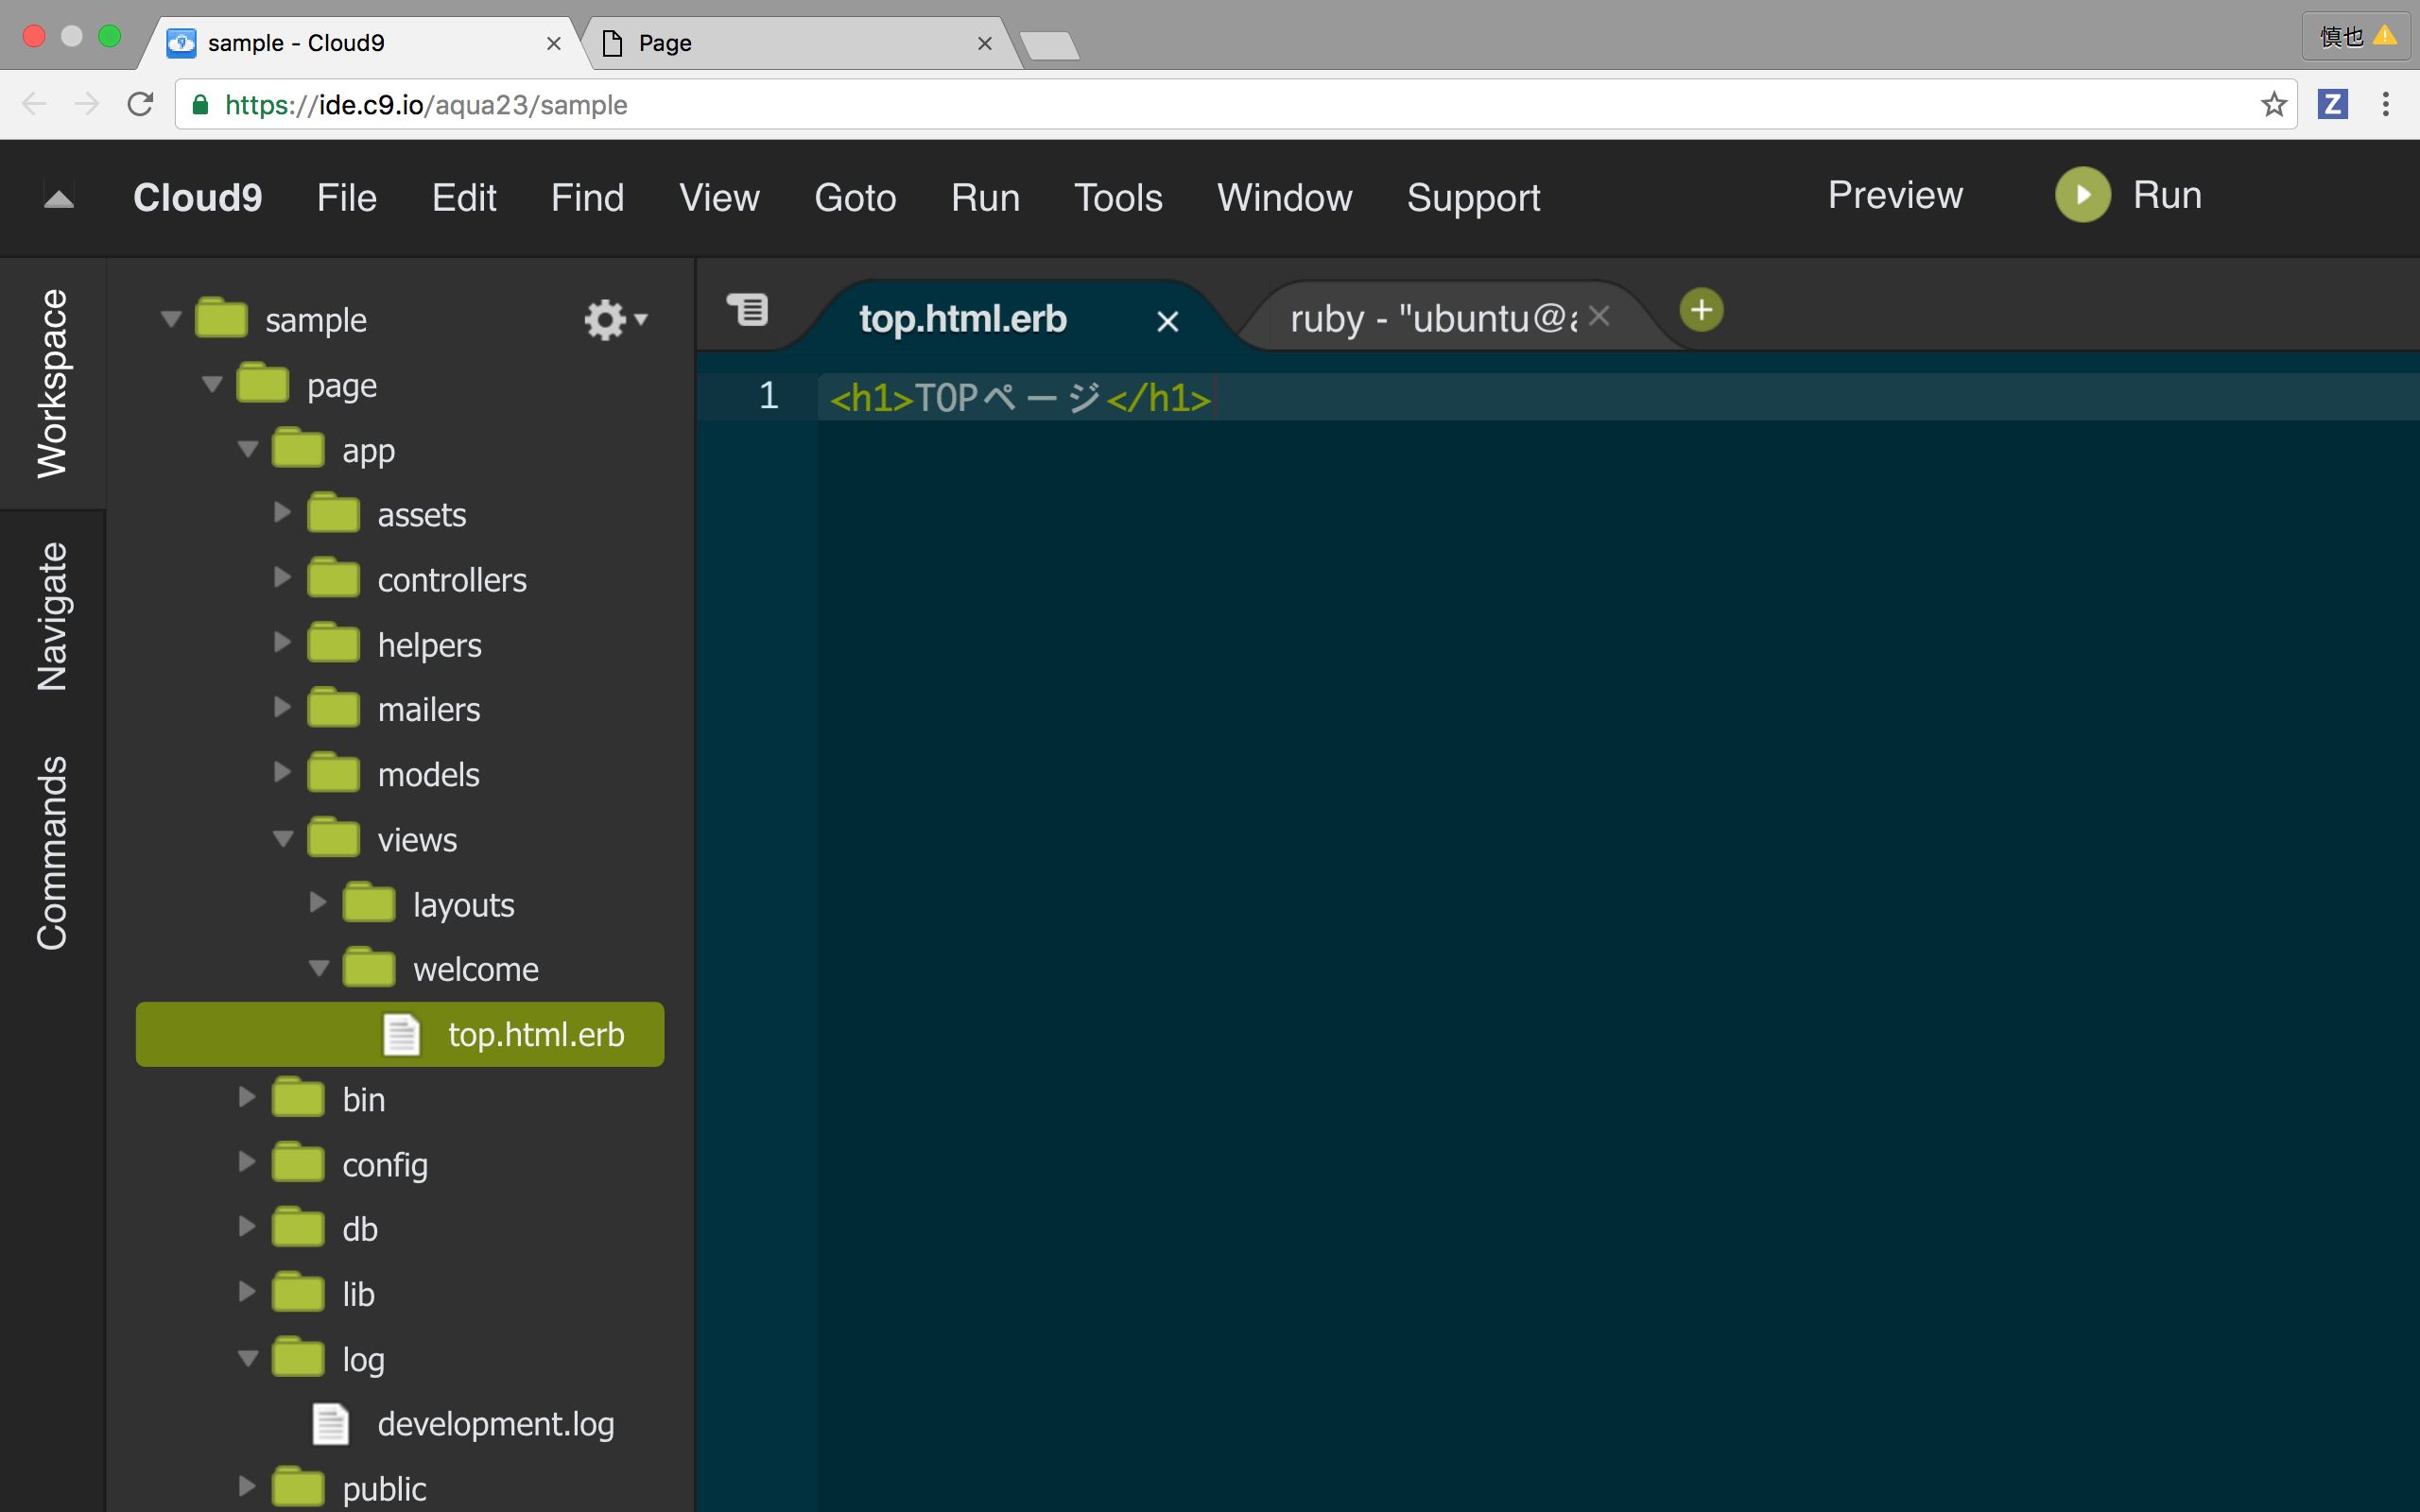 sample - Cloud9
Page
慎也
https://ide.c9.io/aqua23/sample
Z
Cloud9 File Edit Find View Goto Run Tools Window Support Preview Run
Workspace
Navigate
Commands
sample
page
app
assets
controllers
helpers
mailers
models
views
layouts
welcome
top.html.erb
bin
config
db
lib
log
development.log
public
top.html.erb
ruby - "ubuntu@
1 <h1>TOPページ</h1>